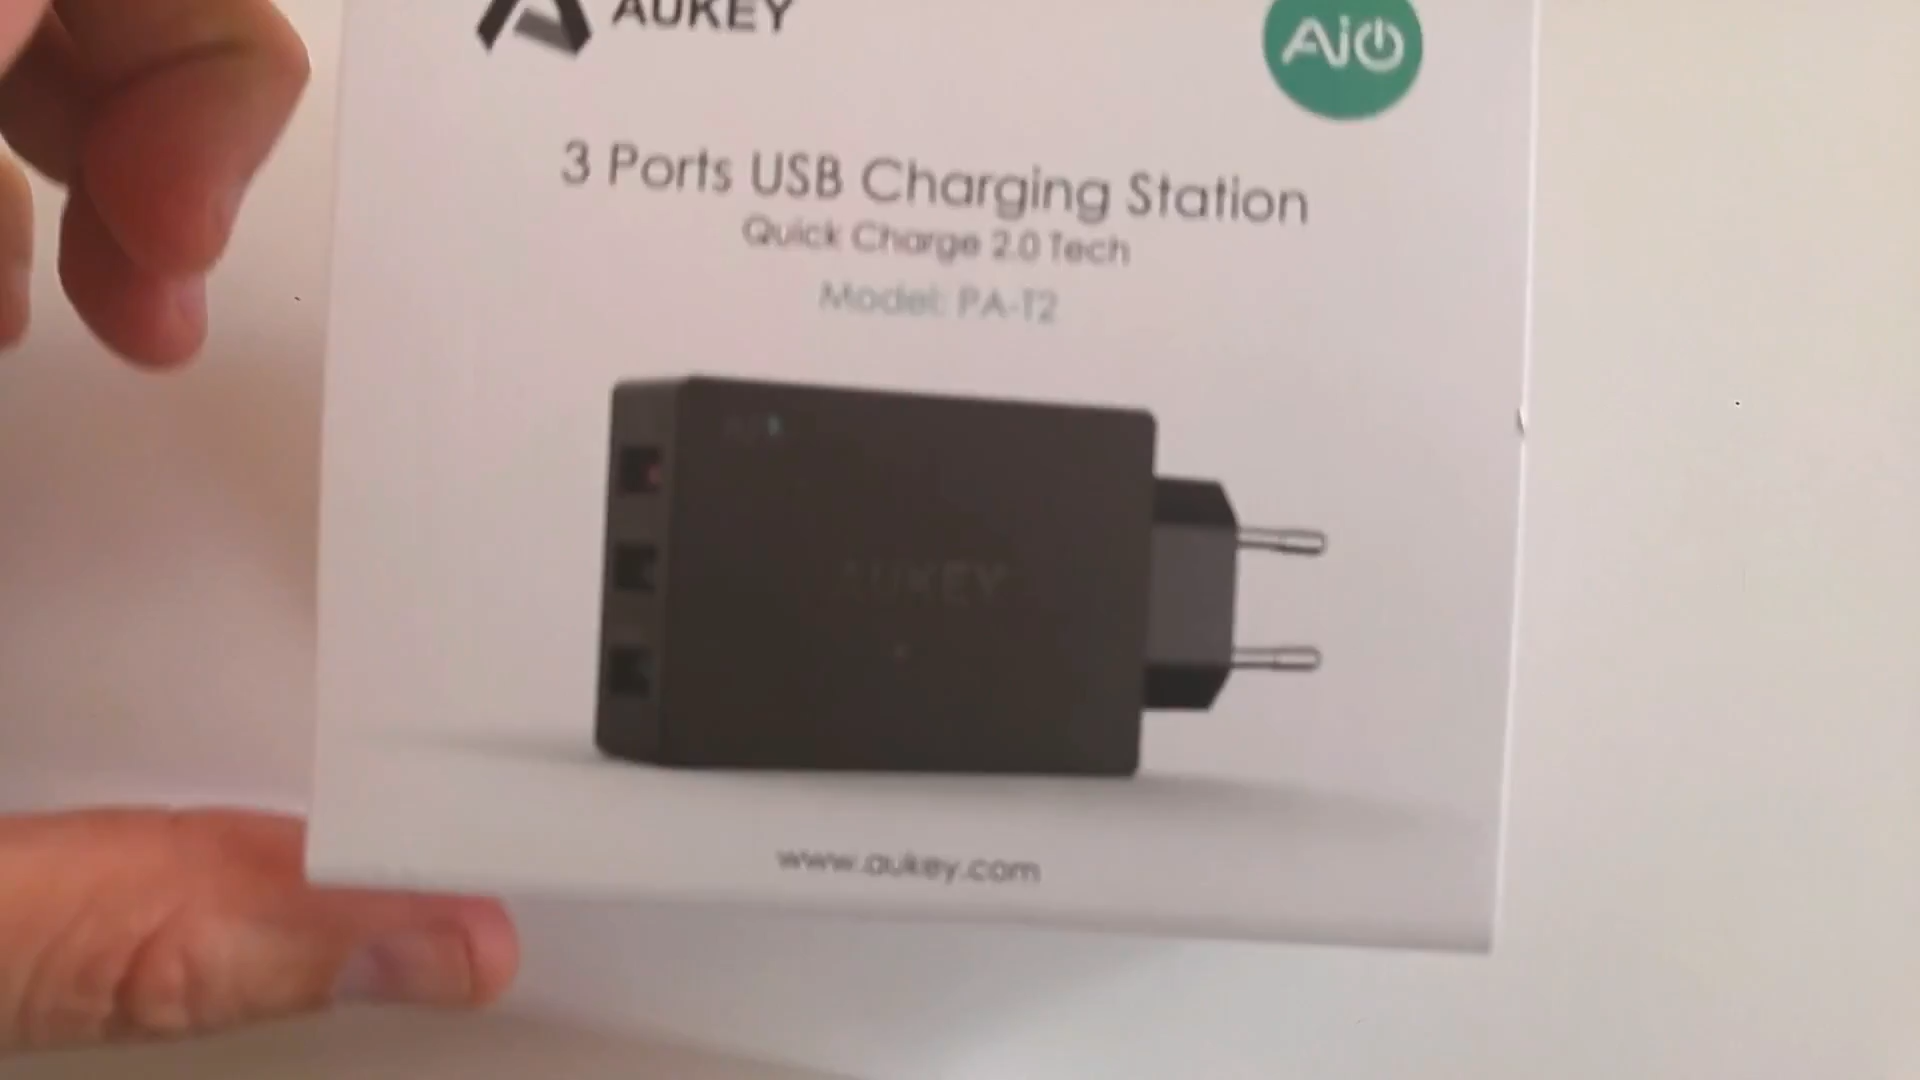 AUKEY
AiO
3 Ports USB Charging Station
Quick Charge 2.0 Tech
Model: PA-T2
AUKEY
www.aukey.com